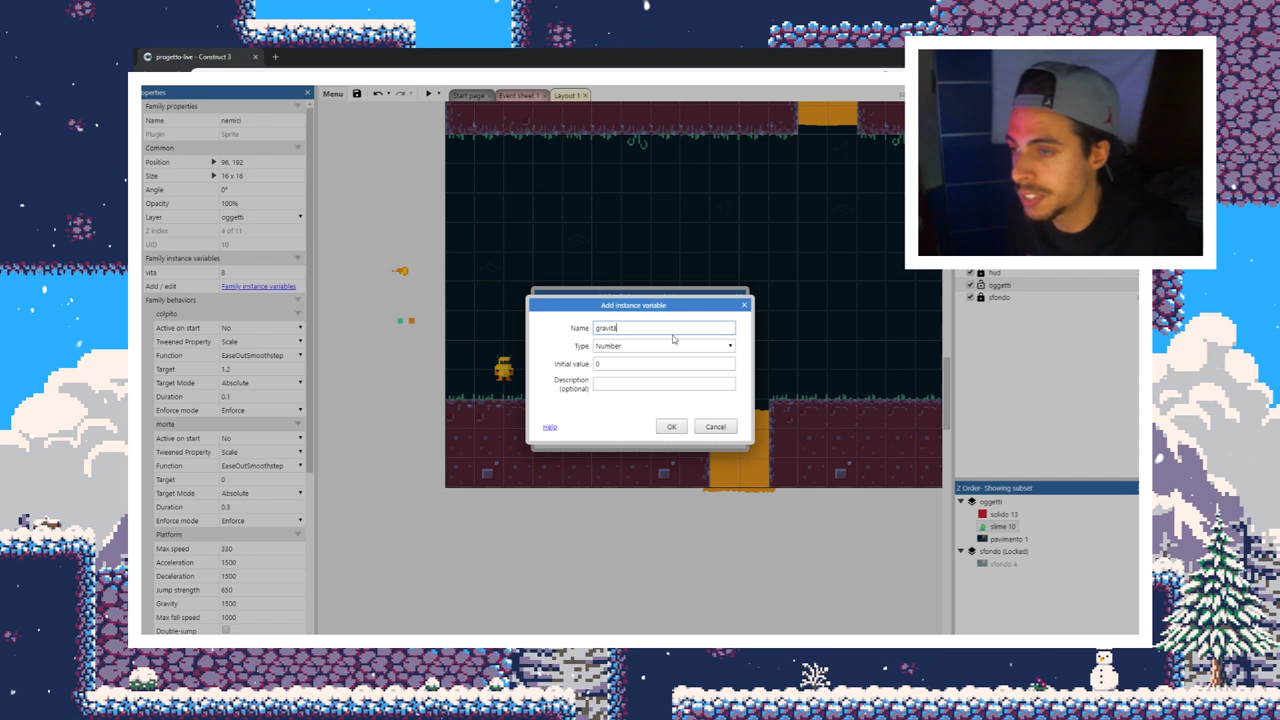 progetto-live - Construct 3
operties
Menu
Start page
Event sheet 1
Layout 1
Family properties
Name nemici
Plugin Sprite
Common
Position 96, 192
Size 16 x 16
Angle 0°
Opacity 100%
Layer oggetti
Z index 4 of 11
UID 10
Family instance variables
vita 8
Add / edit Family instance variables
Family behaviors
colpito
Active on start No
Tweened Property Scale
Function EaseOutSmoothstep
Target 1.2
Target Mode Absolute
Duration 0.1
Enforce mode Enforce
morte
Active on start No
Tweened Property Scale
Function EaseOutSmoothstep
Target 0
Target Mode Absolute
Duration 0.3
Enforce mode Enforce
Platform
Max speed 330
Acceleration 1500
Deceleration 1500
Jump strength 650
Gravity 1500
Max fall speed 1000
Double-jump
Add instance variable
Name gravità
Type Number
Initial value 0
Description
(optional)
Help
OK
Cancel
hud
oggetti
sfondo
Z Order- Showing subset
oggetti
solido 13
slime 10
pavimento 1
sfondo (Locked)
sfondo 4